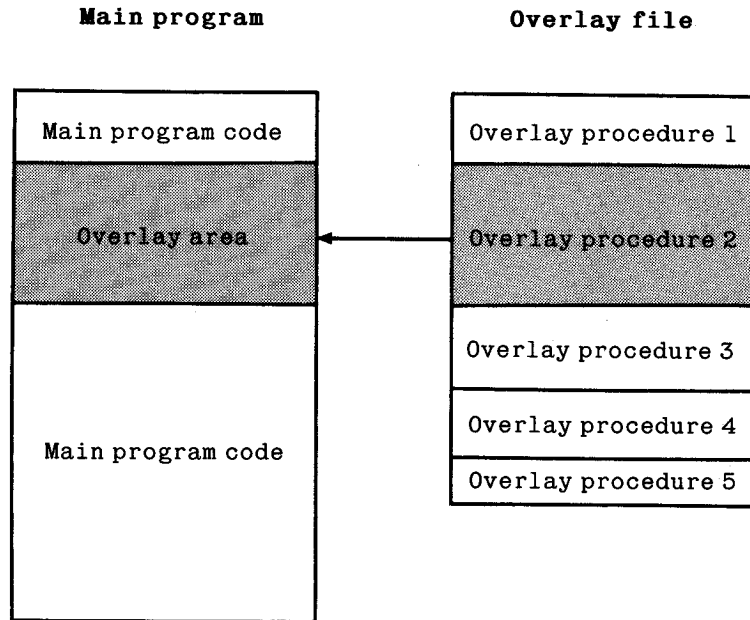 Main program
Overlay file
Main program code
Overlay area
Main program code
Overlay procedure 1
Overlay procedure 2
Overlay procedure 3
Overlay procedure 4
Overlay procedure 5